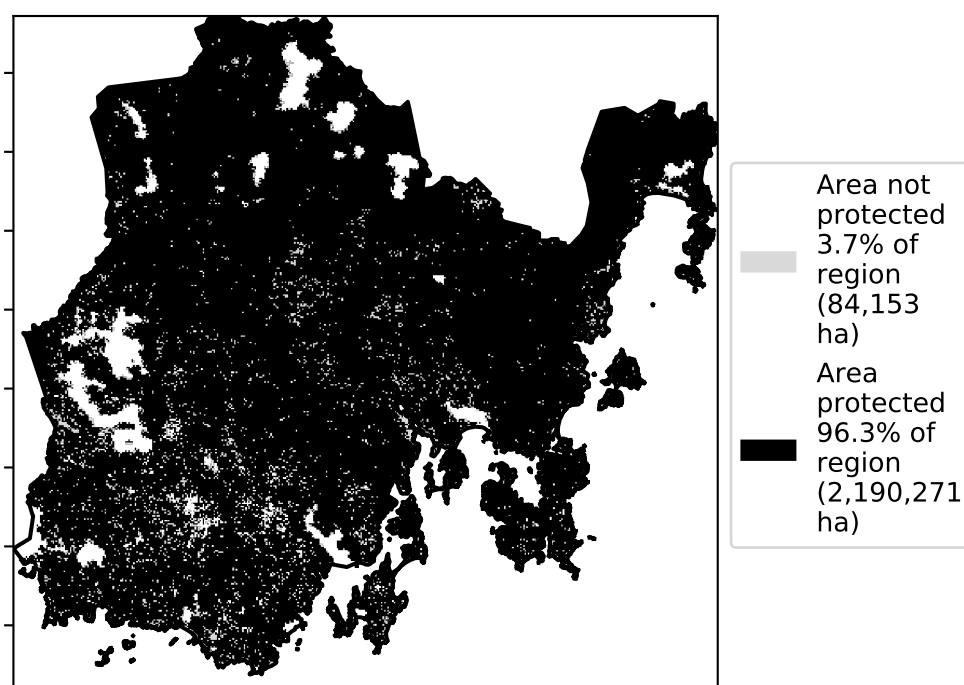 Area not
protected
3.7% of
region
(84,153
ha)
Area
protected
96.3% of
region
(2,190,271
ha)